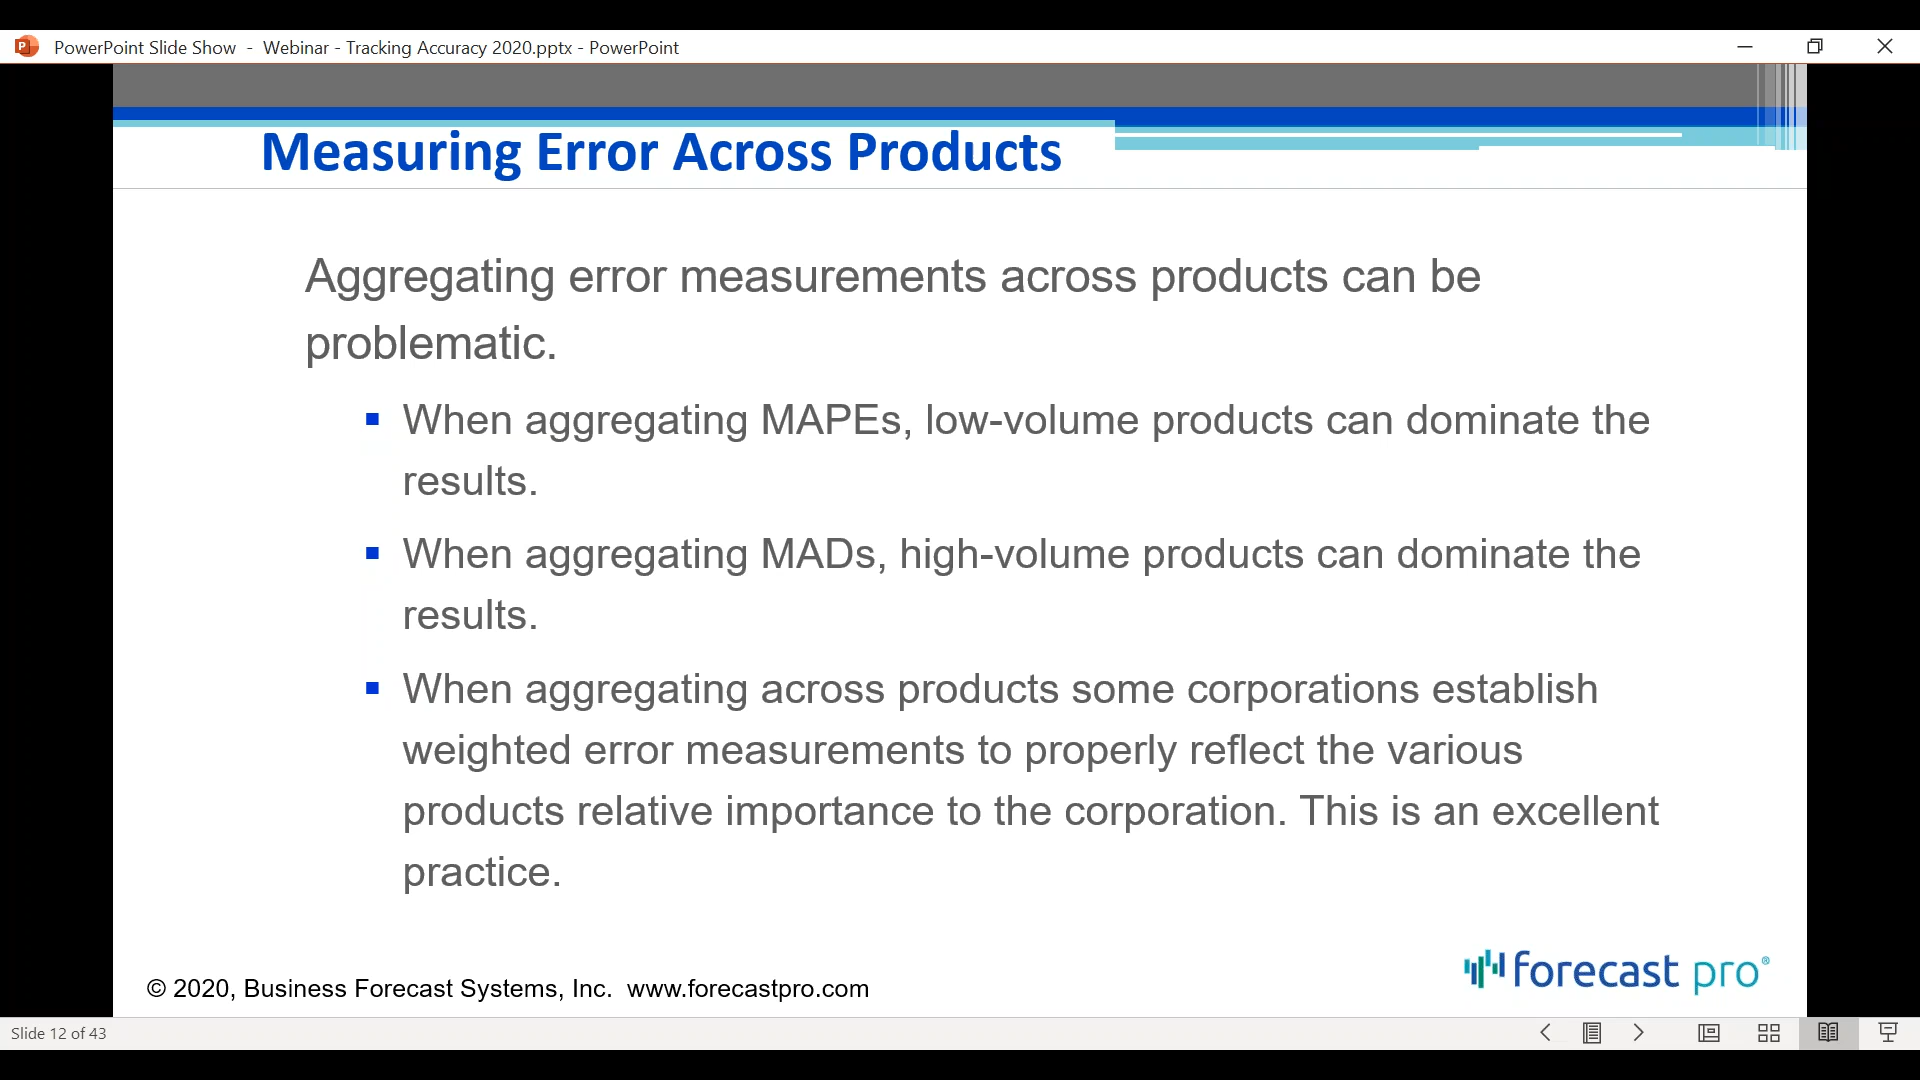 PowerPoint Slide Show - Webinar - Tracking Accuracy 2020.pptx - PowerPoint
Measuring Error Across Products
Aggregating error measurements across products can be
problematic.
▪ When aggregating MAPEs, low-volume products can dominate the
results.
▪ When aggregating MADs, high-volume products can dominate the
results.
▪ When aggregating across products some corporations establish
weighted error measurements to properly reflect the various
products relative importance to the corporation. This is an excellent
practice.
forecast pro®
© 2020, Business Forecast Systems, Inc. www.forecastpro.com
Slide 12 of 43